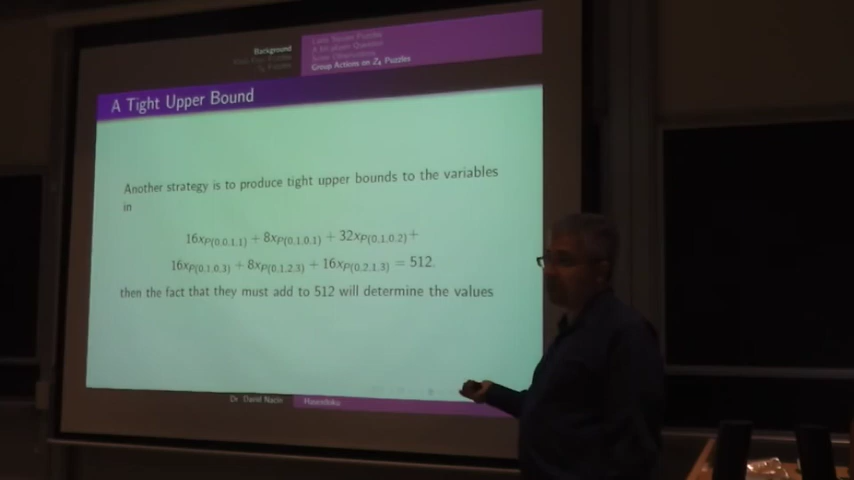 Background
Group Actions on Z₄ Puzzles
A Tight Upper Bound
Another strategy is to produce tight upper bounds to the variables
in
16x_P(0,0,1,1) + 8x_P(0,1,0,1) + 32x_P(0,1,0,2) +
16x_P(0,1,0,3) + 8x_P(0,1,2,3) + 16x_P(0,2,1,3) = 512.
then the fact that they must add to 512 will determine the values
Dr. David Nacin